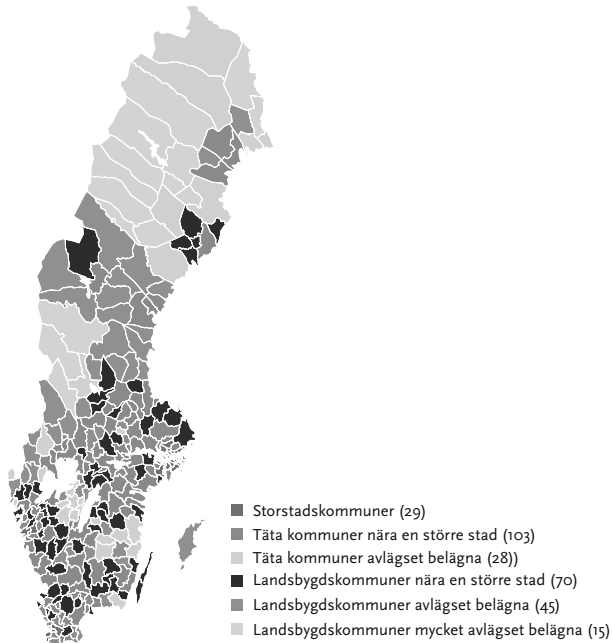 Storstadskommuner (29)
Täta kommuner nära en större stad (103)
Täta kommuner avlägset belägna (28))
Landsbygdskommuner nära en större stad (70)
Landsbygdskommuner avlägset belägna (45)
Landsbygdskommuner mycket avlägset belägna (15)